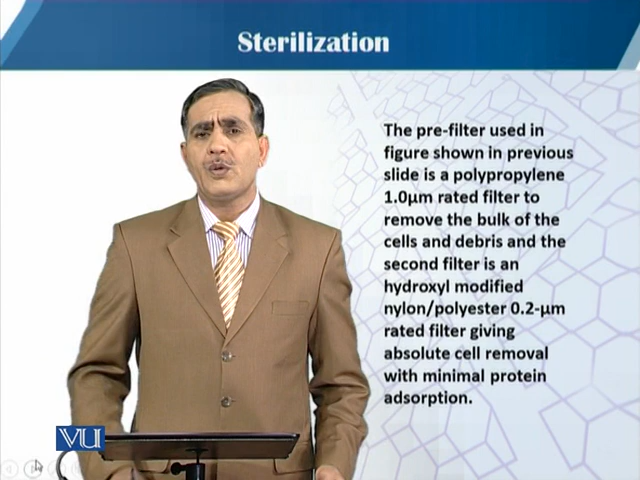 Sterilization
The pre-filter used in
figure shown in previous
slide is a polypropylene
1.0µm rated filter to
remove the bulk of the
cells and debris and the
second filter is an
hydroxyl modified
nylon/polyester 0.2-µm
rated filter giving
absolute cell removal
with minimal protein
adsorption.
VU